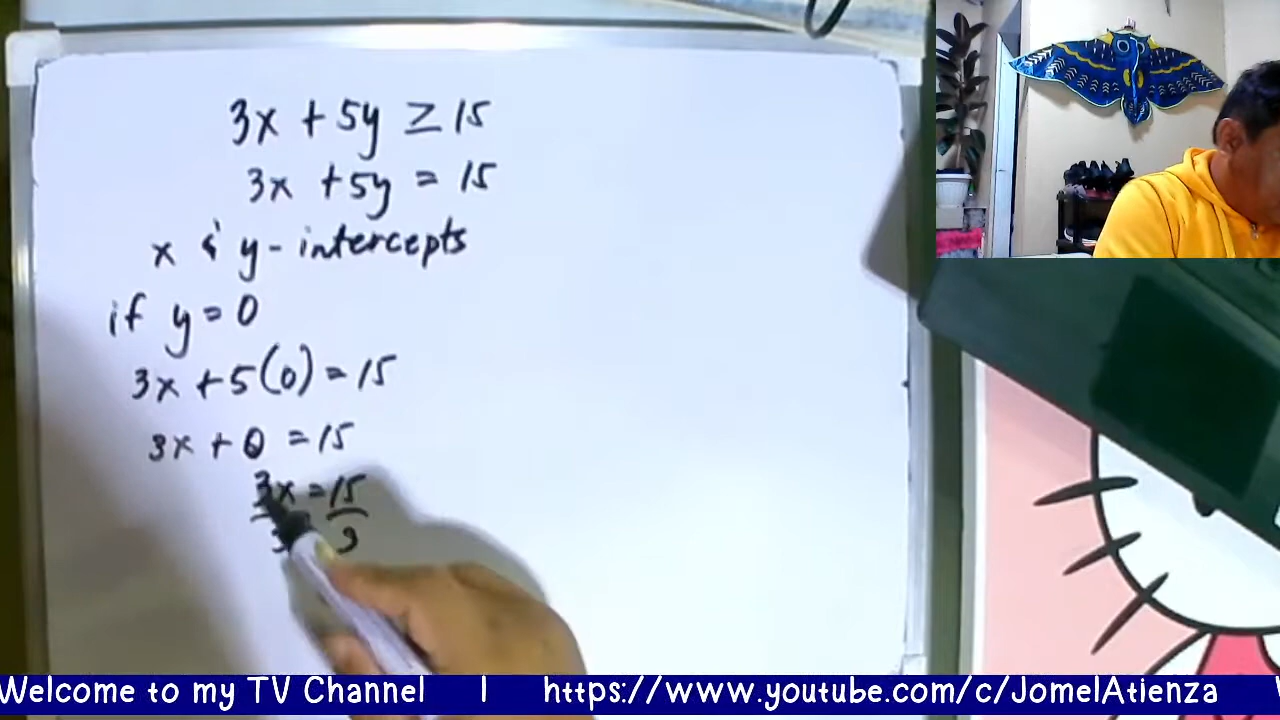 3x + 5y ≥ 15
3x + 5y = 15
x & y - intercepts
if y = 0
3x + 5(0) = 15
3x + 0 = 15
3x = 15
3 3
Welcome to my TV Channel | https://www.youtube.com/c/JomelAtienza